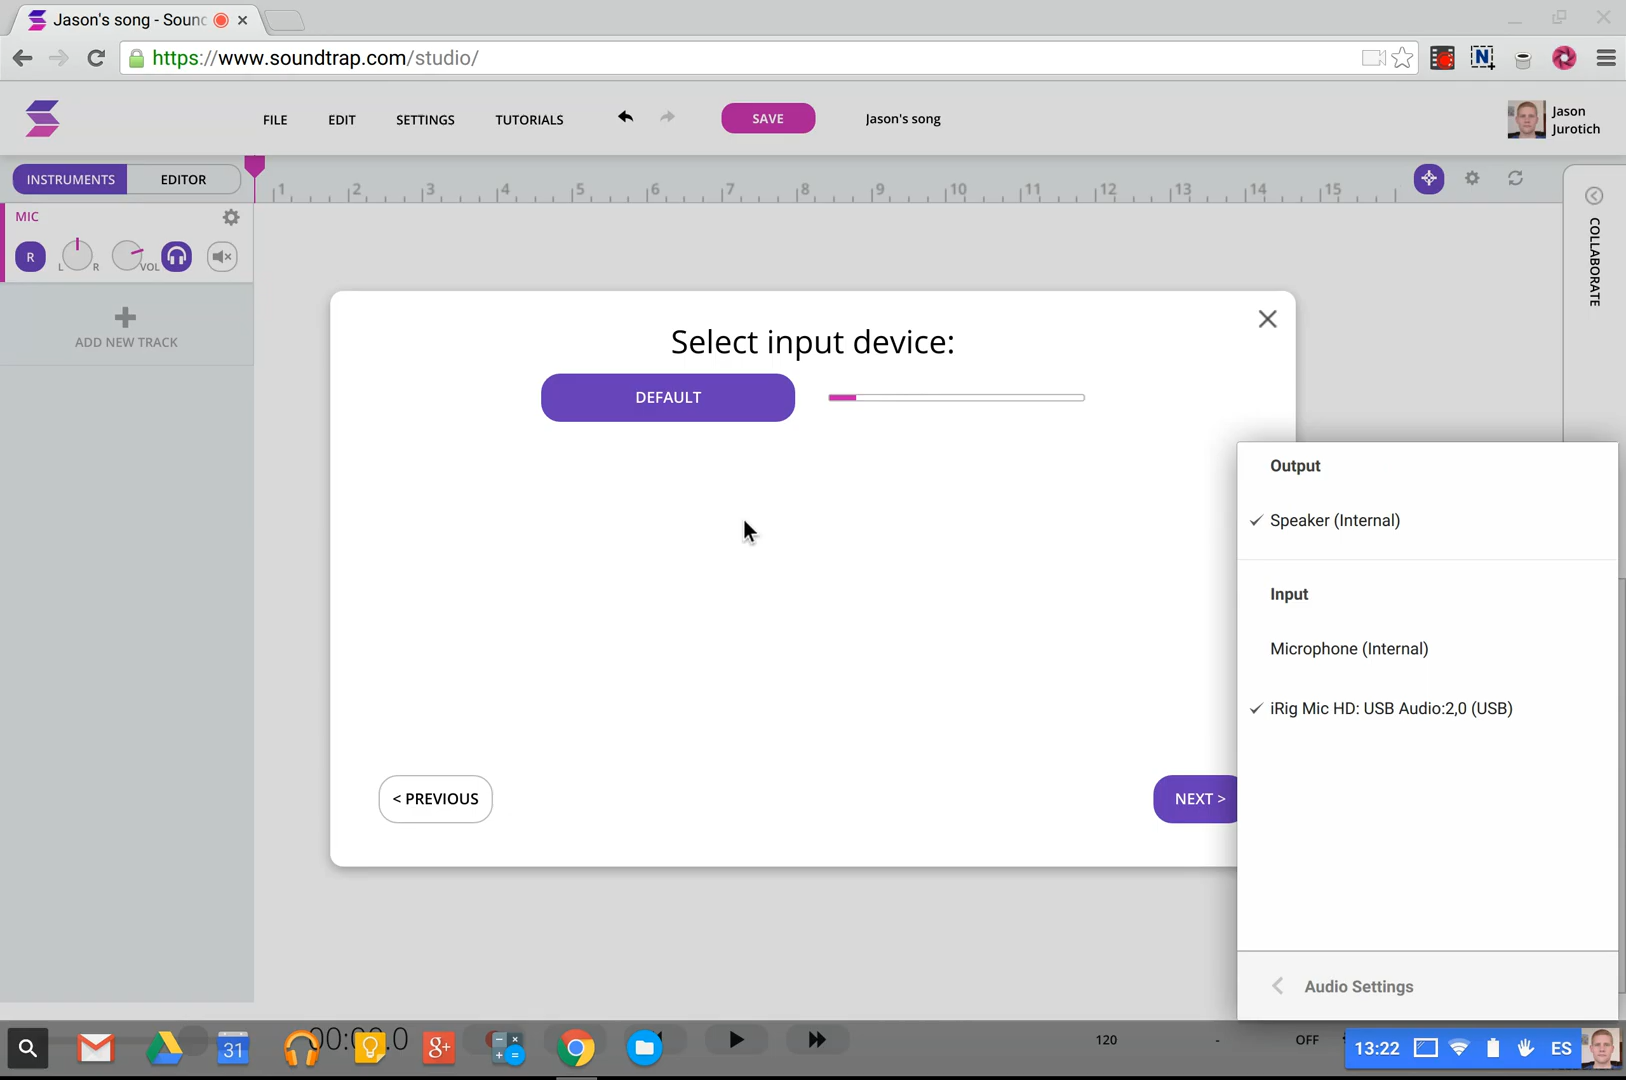 Jason's song - Sound
https://www.soundtrap.com/studio/
FILE
EDIT
SETTINGS
TUTORIALS
SAVE
Jason's song
Jason
Jurotich
INSTRUMENTS
EDITOR
1 2 3 4 5 6 7 8 9 10 11 12 13 14 15
MIC
R
L R
VOL
ADD NEW TRACK
COLLABORATE
Select input device:
DEFAULT
< PREVIOUS
NEXT >
Output
Speaker (Internal)
Input
Microphone (Internal)
iRig Mic HD: USB Audio:2,0 (USB)
Audio Settings
31
g+
120
-
OFF
13:22
ES